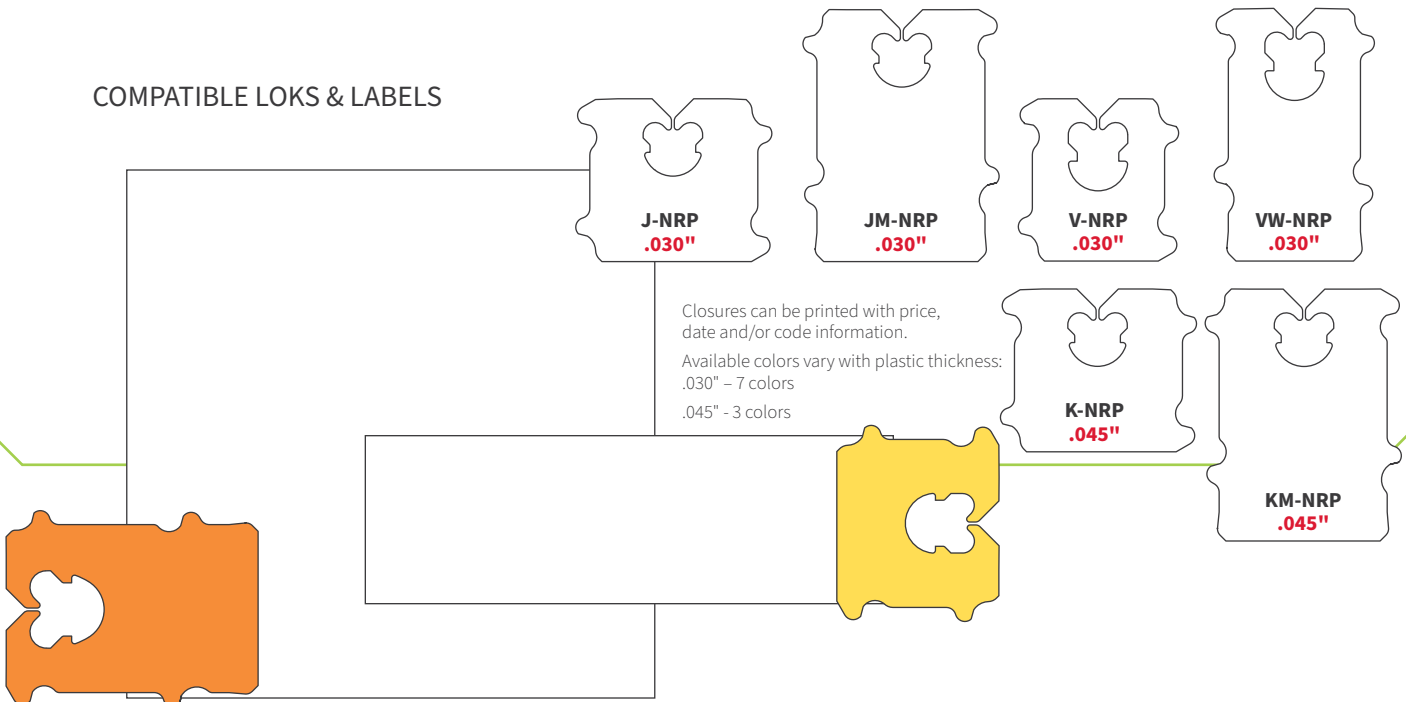 COMPATIBLE LOKS & LABELS
J-NRP
.030"
JM-NRP
.030"
V-NRP
.030"
VW-NRP
.030"
Closures can be printed with price,
date and/or code information.
Available colors vary with plastic thickness:
.030" – 7 colors
.045" - 3 colors
K-NRP
.045"
KM-NRP
.045"